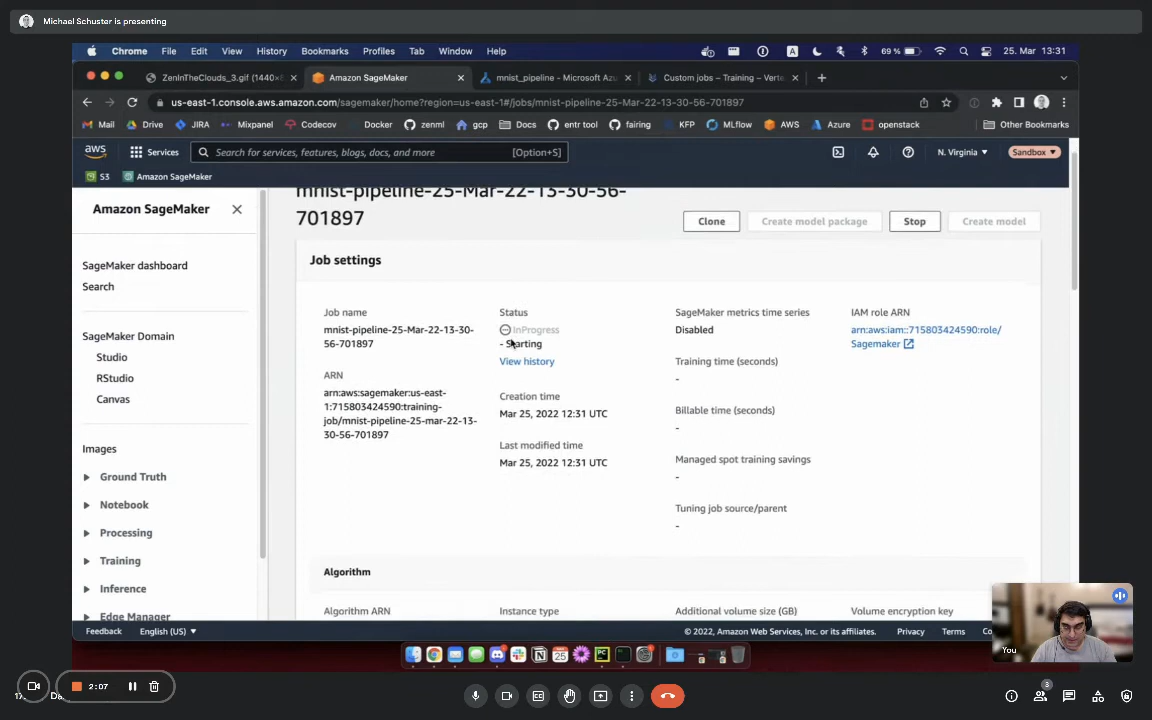 Michael Schuster is presenting
Chrome File Edit View History Bookmarks Profiles Tab Window Help
A 69 % 25. Mar 13:31
ZenInTheClouds_3.gif (1440×
Amazon SageMaker
mnist_pipeline - Microsoft Azu
Custom jobs – Training – Verte
us-east-1.console.aws.amazon.com/sagemaker/home?region=us-east-1#/jobs/mnist-pipeline-25-Mar-22-13-30-56-701897
Mail Drive JIRA Mixpanel Codecov Docker zenml gcp Docs entr tool fairing KFP MLflow AWS Azure openstack Other Bookmarks
aws Services Search for services, features, blogs, docs, and more [Option+S] N. Virginia Sandbox
S3 Amazon SageMaker
Amazon SageMaker
SageMaker dashboard
Search
SageMaker Domain
Studio
RStudio
Canvas
Images
Ground Truth
Notebook
Processing
Training
Inference
Edge Manager
mnist-pipeline-25-Mar-22-13-30-56-
701897
Clone Create model package Stop Create model
Job settings
Job name
mnist-pipeline-25-Mar-22-13-30-
56-701897
ARN
arn:aws:sagemaker:us-east-
1:715803424590:training-
job/mnist-pipeline-25-mar-22-13-
30-56-701897
Status
InProgress
- Starting
View history
Creation time
Mar 25, 2022 12:31 UTC
Last modified time
Mar 25, 2022 12:31 UTC
SageMaker metrics time series
Disabled
Training time (seconds)
-
Billable time (seconds)
-
Managed spot training savings
-
Tuning job source/parent
-
IAM role ARN
arn:aws:iam::715803424590:role/
Sagemaker
Algorithm
Algorithm ARN Instance type Additional volume size (GB) Volume encryption key
Feedback English (US) © 2022, Amazon Web Services, Inc. or its affiliates. Privacy Terms
You
2:07
3